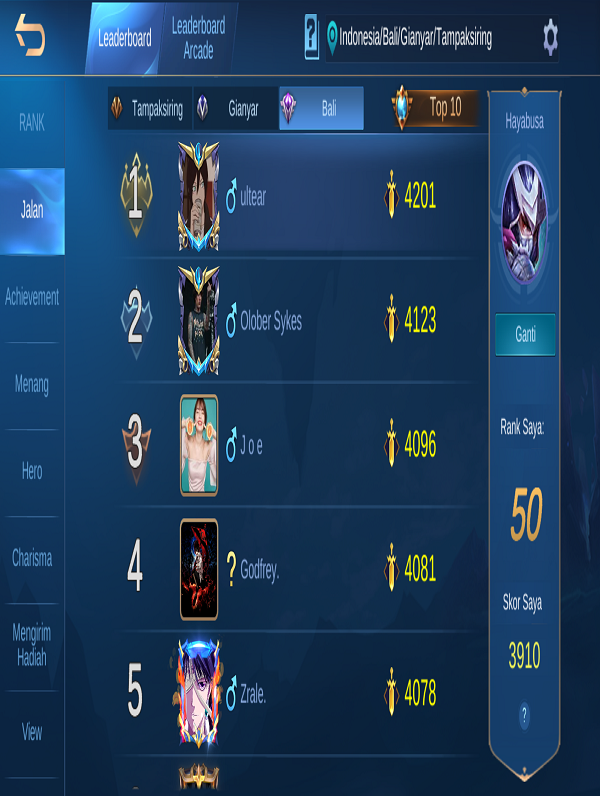 Leaderboard
Leaderboard
Arcade
?
Indonesia/Bali/Gianyar/Tampaksiring
RANK
Jalan
Achievement
Menang
Hero
Charisma
Mengirim
Hadiah
View
Tampaksiring
Gianyar
Bali
Top 10
1
ultear
4201
2
Olober Sykes
4123
3
J o e
4096
4
? Godfrey.
4081
5
Zrale.
4078
Hayabusa
Ganti
Rank Saya:
50
Skor Saya
3910
?